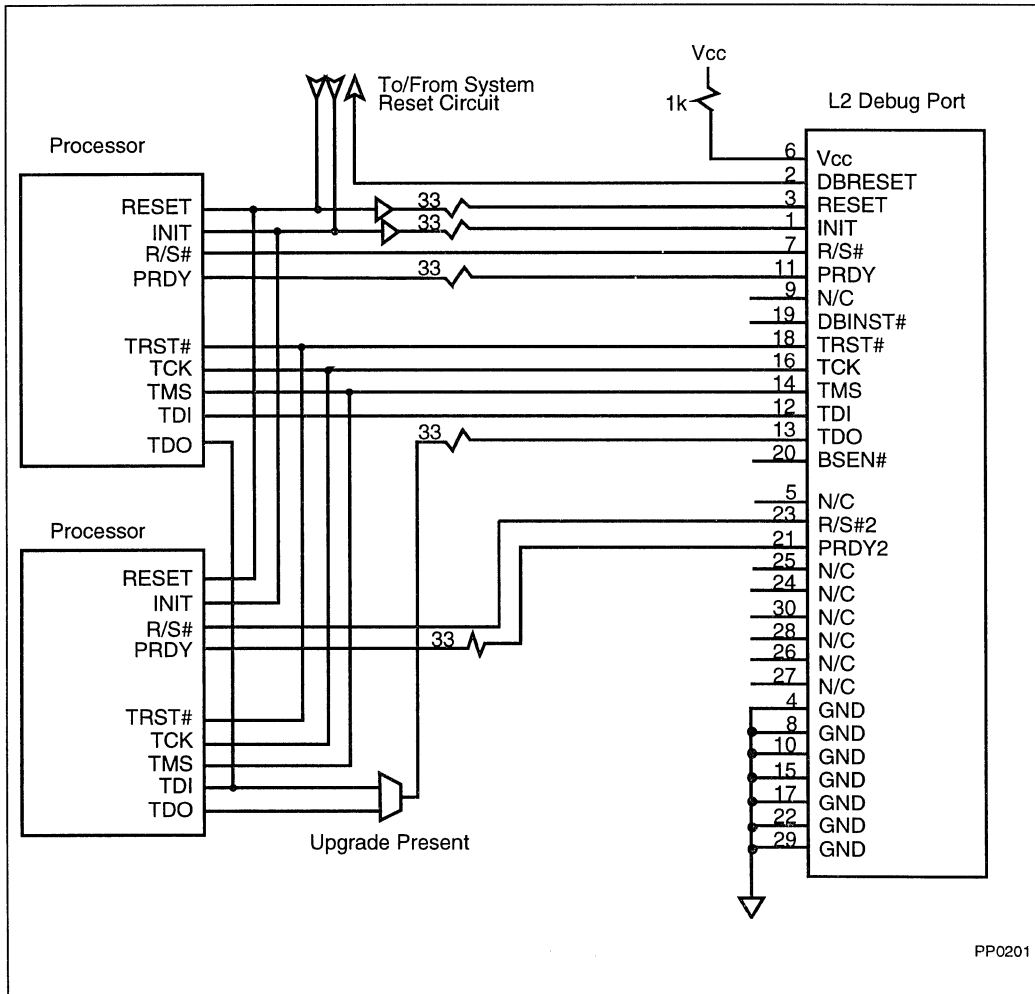 Vcc
1k
To/From System
Reset Circuit
L2 Debug Port
Processor
RESET
INIT
R/S#
PRDY
TRST#
TCK
TMS
TDI
TDO
33
33
33
33
6 Vcc
2 DBRESET
3 RESET
1 INIT
7 R/S#
11 PRDY
9 N/C
19 DBINST#
18 TRST#
16 TCK
14 TMS
12 TDI
13 TDO
20 BSEN#
5 N/C
23 R/S#2
21 PRDY2
25 N/C
24 N/C
30 N/C
28 N/C
26 N/C
27 N/C
4 GND
8 GND
10 GND
15 GND
17 GND
22 GND
29 GND
Processor
RESET
INIT
R/S#
PRDY
33
TRST#
TCK
TMS
TDI
TDO
Upgrade Present
PP0201